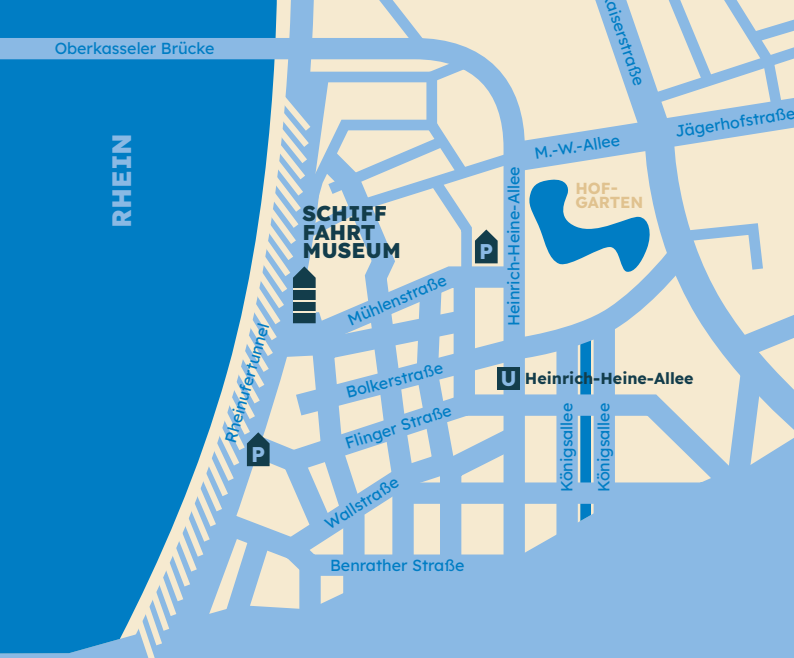 Kaiserstraße
Oberkasseler Brücke
Jägerhofstraße
M.-W.-Allee
RHEIN
HOF-
GARTEN
SCHIFF
FAHRT
MUSEUM
Heinrich-Heine-Allee
P
Mühlenstraße
Rheinufertunnel
Bolkerstraße
U Heinrich-Heine-Allee
Flinger Straße
Königsallee
Königsallee
P
Wallstraße
Benrather Straße